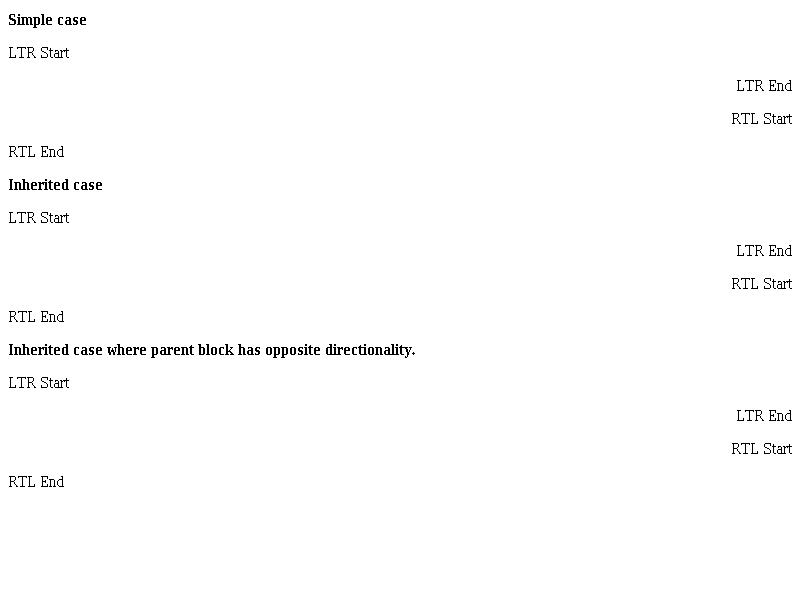 Simple case
LTR Start
LTR End
RTL Start
RTL End
Inherited case
LTR Start
LTR End
RTL Start
RTL End
Inherited case where parent block has opposite directionality.
LTR Start
LTR End
RTL Start
RTL End